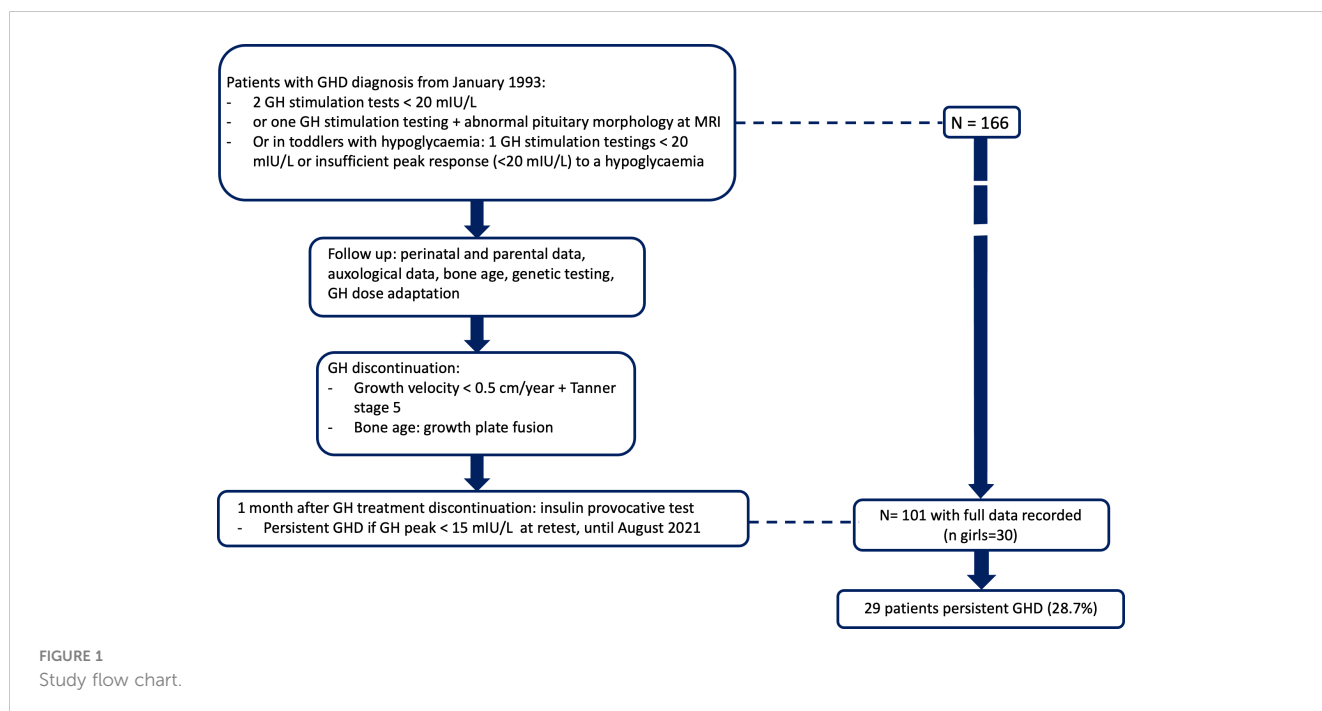 Patients with GHD diagnosis from January 1993:
- 2 GH stimulation tests < 20 mIU/L
- or one GH stimulation testing + abnormal pituitary morphology at MRI
- Or in toddlers with hypoglycaemia: 1 GH stimulation testings < 20
mIU/L or insufficient peak response (<20 mIU/L) to a hypoglycaemia
N = 166
Follow up: perinatal and parental data,
auxological data, bone age, genetic testing,
GH dose adaptation
GH discontinuation:
- Growth velocity < 0.5 cm/year + Tanner
stage 5
- Bone age: growth plate fusion
1 month after GH treatment discontinuation: insulin provocative test
- Persistent GHD if GH peak < 15 mIU/L at retest, until August 2021
N= 101 with full data recorded
(n girls=30)
29 patients persistent GHD (28.7%)
FIGURE 1
Study flow chart.